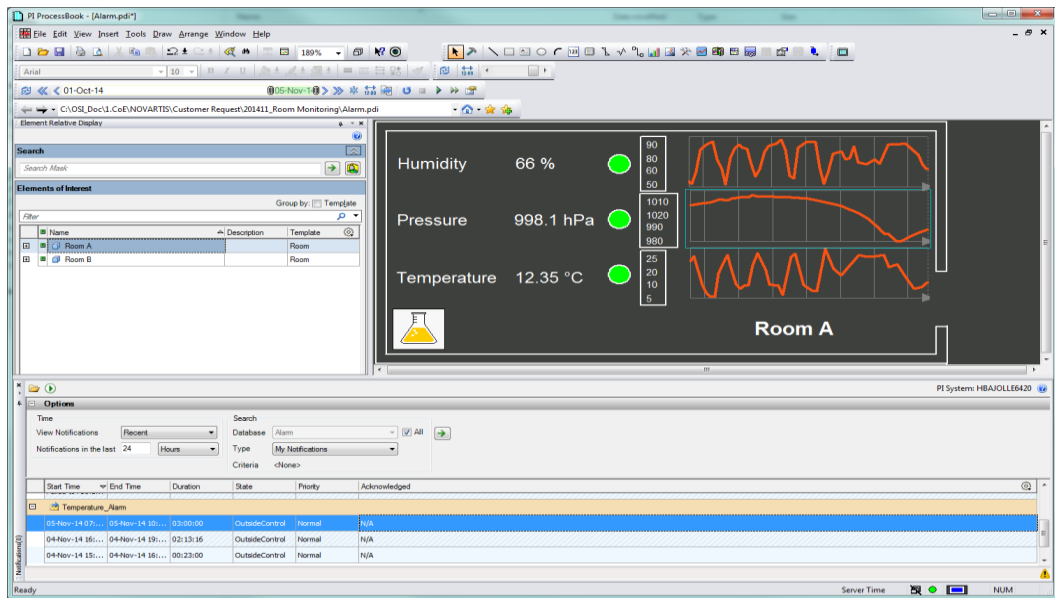 PI ProcessBook - [Alarm.pdi*]
File Edit View Insert Tools Draw Arrange Window Help
189%
Arial 10
01-Oct-14 05-Nov-14
C:\OSI_Doc\1.CoE\NOVARTIS\Customer Request\201411_Room Monitoring\Alarm.pdi
Element Relative Display
Search
Search Mask
Elements of Interest
Group by: Template
Filter
Name Description Template
Room A Room
Room B Room
Humidity 66 %
90
80
60
50
Pressure 998.1 hPa
1010
1020
990
980
Temperature 12.35 °C
25
20
10
5
Room A
PI System: HBAJOLLE6420
Options
Time Search
View Notifications Recent Database Alarm All
Notifications in the last 24 Hours Type My Notifications
Criteria <None>
Start Time End Time Duration State Priority Acknowledged
Temperature_Alarm
05-Nov-14 07:... 05-Nov-14 10:... 03:00:00 OutsideControl Normal N/A
04-Nov-14 16:... 04-Nov-14 19:... 02:13:16 OutsideControl Normal N/A
04-Nov-14 15:... 04-Nov-14 16:... 00:23:00 OutsideControl Normal N/A
Notifications(0)
Ready Server Time NUM